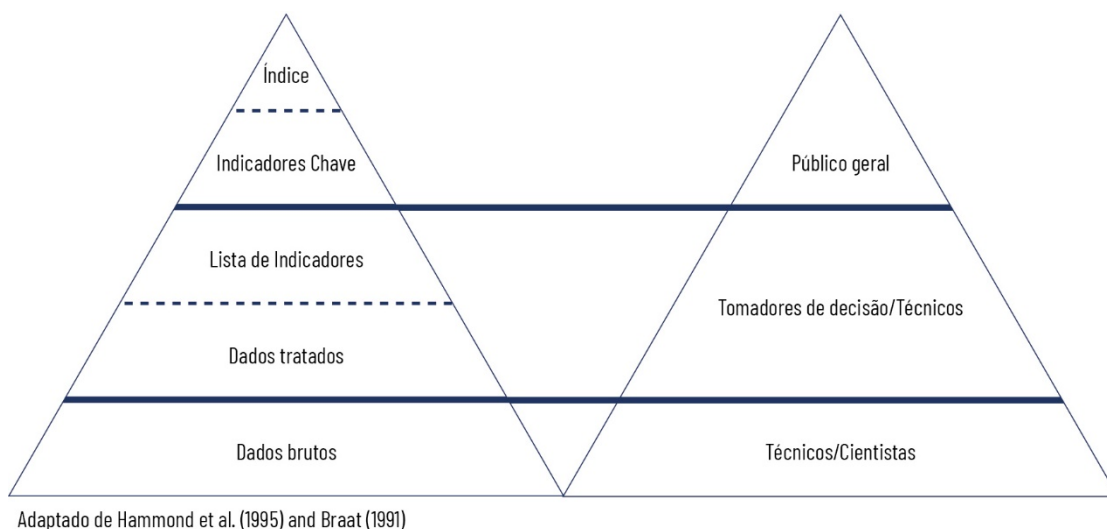 Índice
Indicadores Chave
Público geral
Lista de Indicadores
Tomadores de decisão/Técnicos
Dados tratados
Dados brutos
Técnicos/Cientistas
Adaptado de Hammond et al. (1995) and Braat (1991)